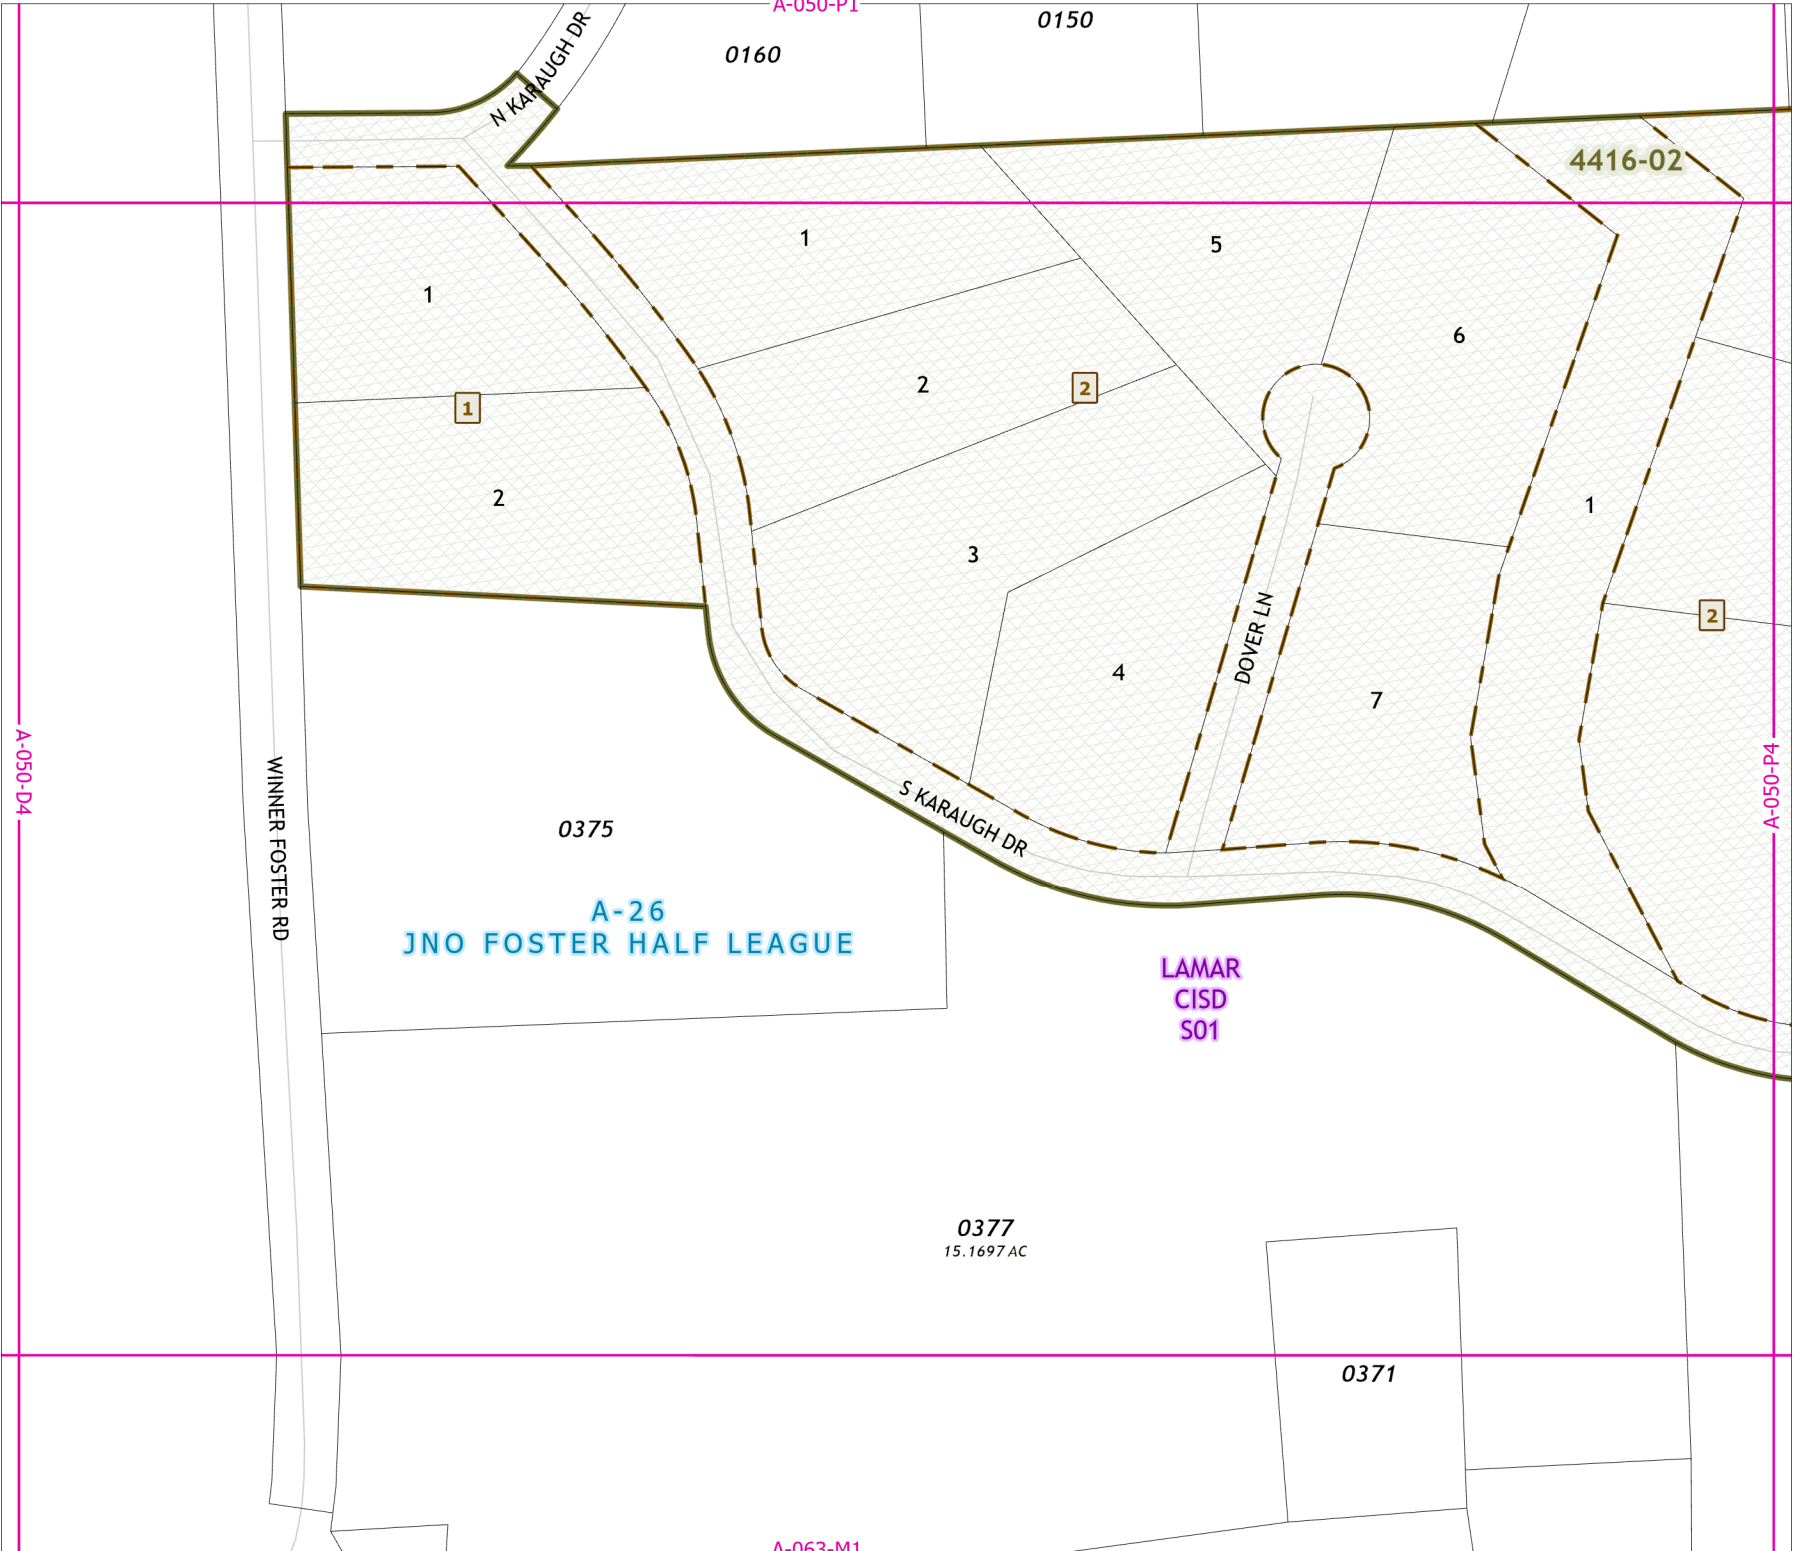 A-050-P1
0150
0160
N KARAUGH DR
4416-02
1
5
1
6
2
2
1
2
1
3
2
DOVER LN
4
7
A-050-D4
A-050-P4
WINNER FOSTER RD
S KARAUGH DR
0375
A-26
JNO FOSTER HALF LEAGUE
LAMAR
CISD
S01
0377
15.1697 AC
0371
A-063-M1